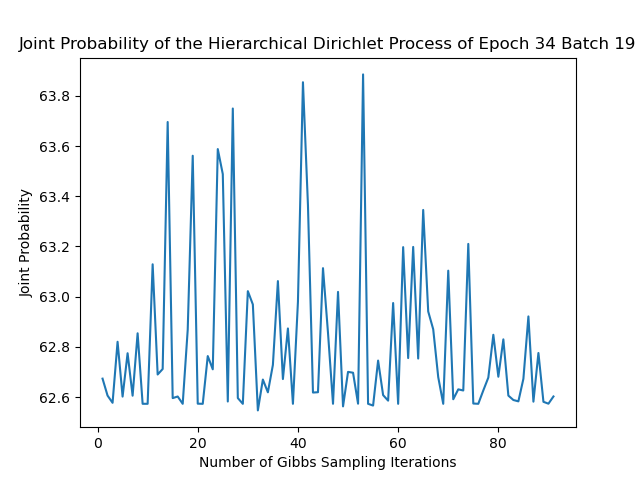 Joint Probability of the Hierarchical Dirichlet Process of Epoch 34 Batch 19
63.8
63.6
63.4
63.2
63.0
62.8
62.6
Joint Probability
0 20 40 60 80
Number of Gibbs Sampling Iterations